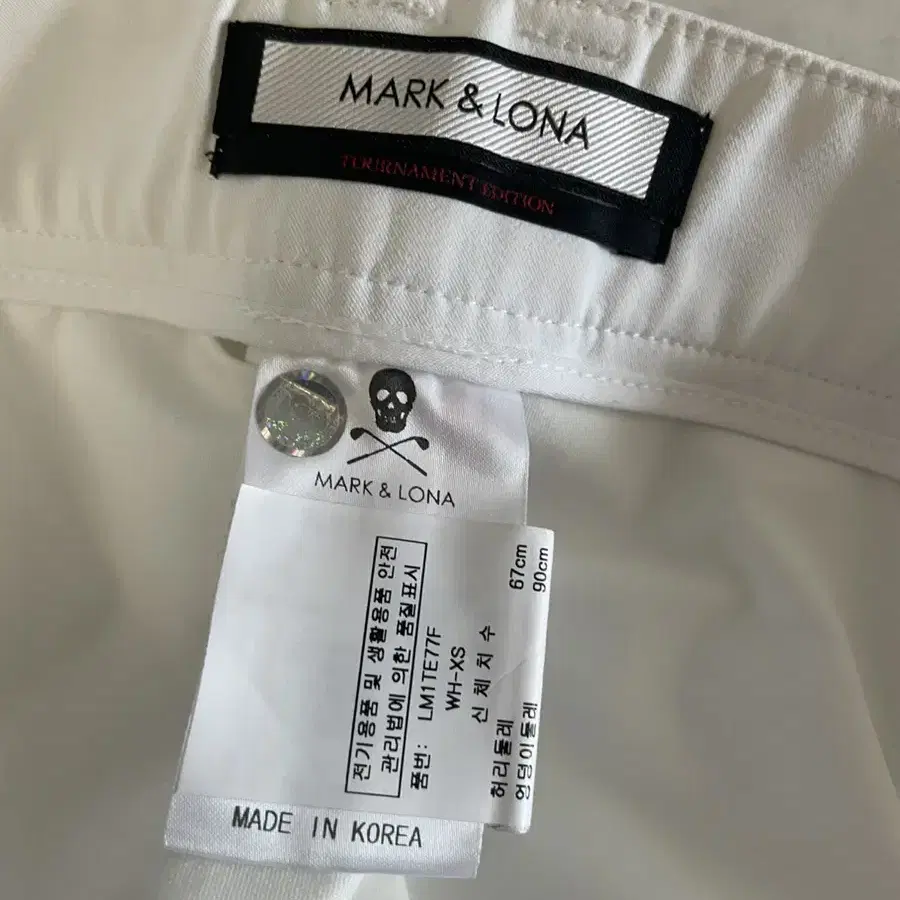 MARK & LONA
TOURNAMENT EDITION
MARK & LONA
전기용품 및 생활용품 안전
관리법에 의한 품질표시
품번: LM1TE77F
WH-XS
신 체 치 수
허리둘레 67cm
엉덩이둘레 90cm
MADE IN KOREA